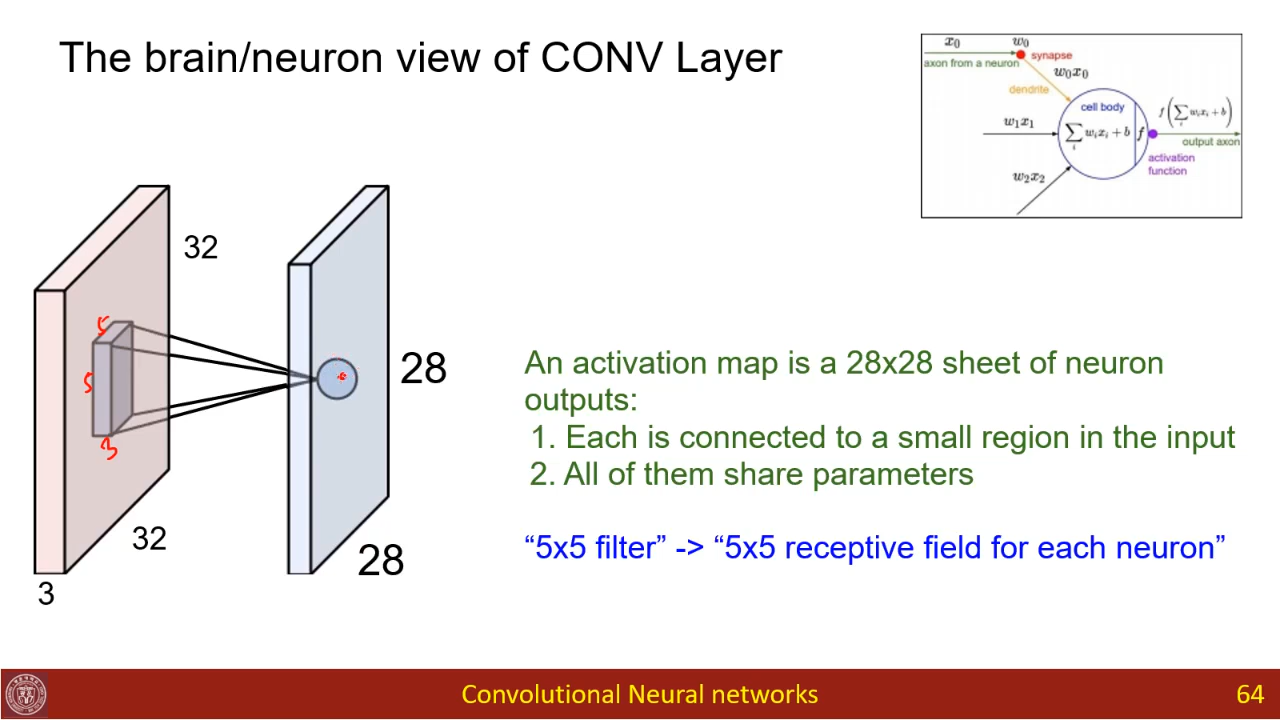 The brain/neuron view of CONV Layer
x₀ w₀
synapse
axon from a neuron
w₀x₀
dendrite
cell body
f(∑ᵢ wᵢxᵢ + b)
w₁x₁
∑ᵢ wᵢxᵢ + b f
output axon
activation
function
w₂x₂
32
5
5
3
32
3
28
28
An activation map is a 28x28 sheet of neuron
outputs:
1. Each is connected to a small region in the input
2. All of them share parameters
“5x5 filter” -> “5x5 receptive field for each neuron”
Convolutional Neural networks
64